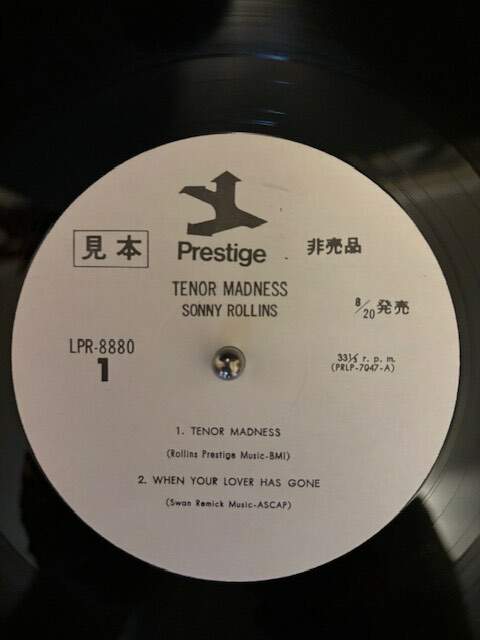 見本
Prestige
非売品
TENOR MADNESS
SONNY ROLLINS
8/20発売
LPR-8880
1
33⅓ r. p. m.
(PRLP-7047-A)
1. TENOR MADNESS
(Rollins Prestige Music-BMI)
2. WHEN YOUR LOVER HAS GONE
(Swan Remick Music-ASCAP)